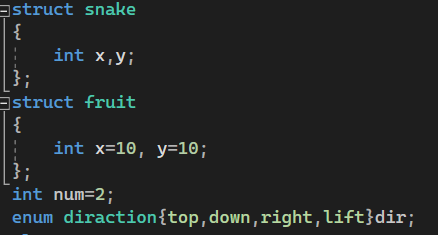 struct snake
{
    int x,y;
};
struct fruit
{
    int x=10, y=10;
};
int num=2;
enum diraction{top,down,right,lift}dir;